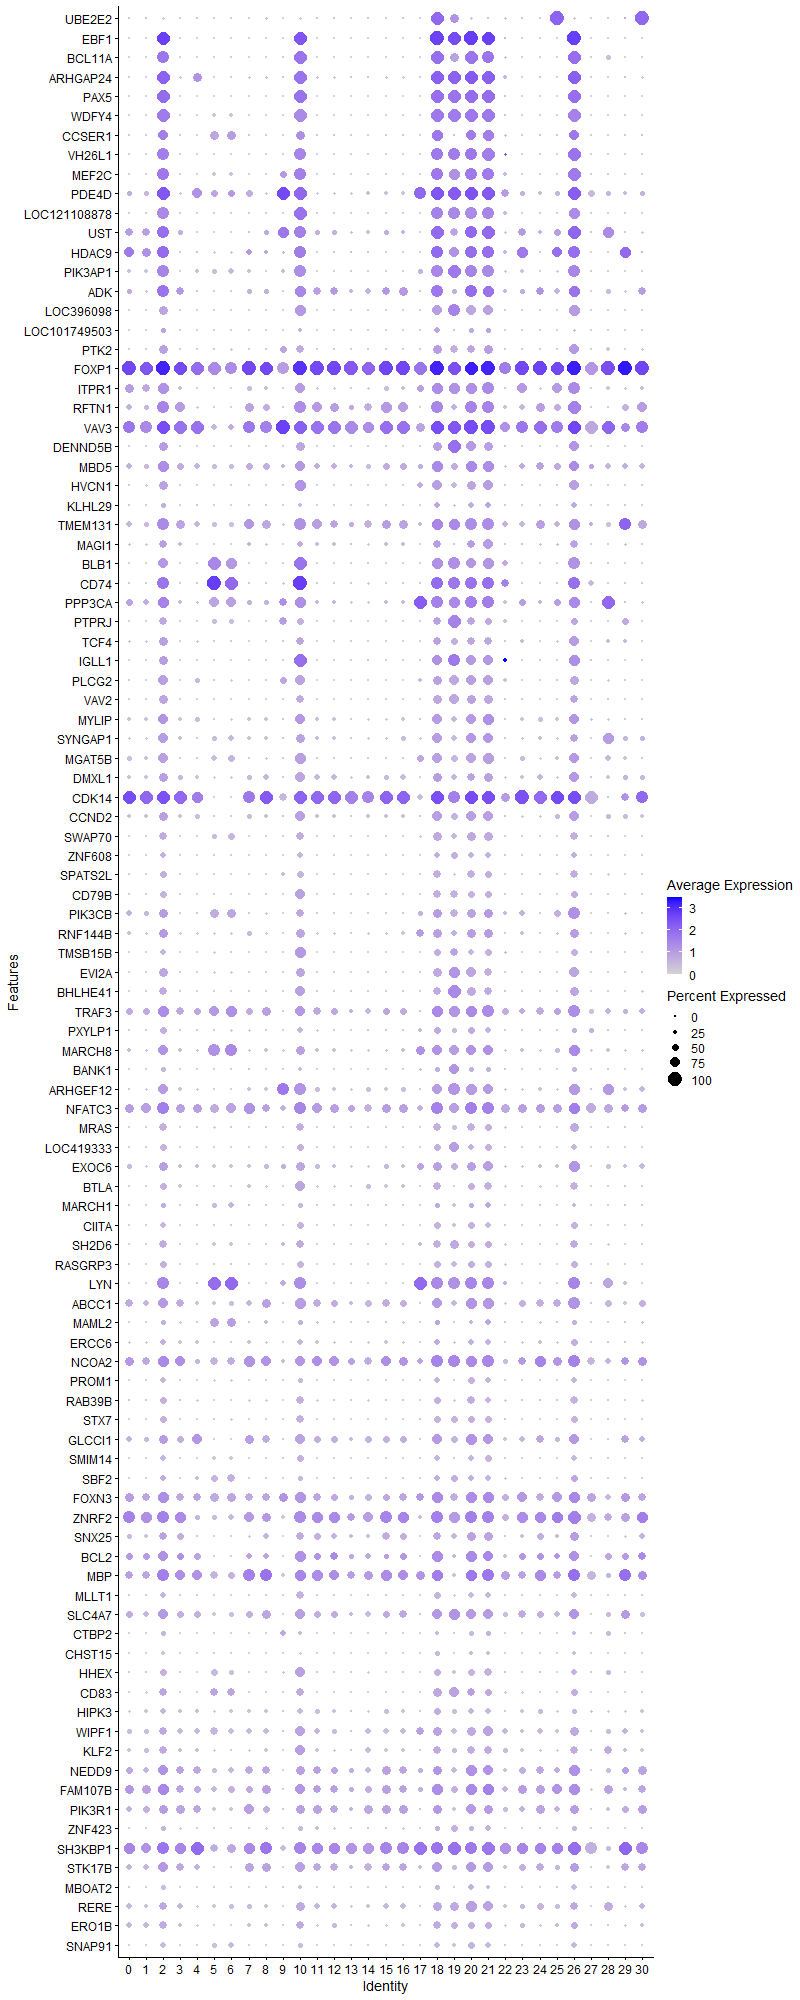 UBE2E2
EBF1
BCL11A
ARHGAP24
PAX5
WDFY4
CCSER1
VH26L1
MEF2C
PDE4D
LOC121108878
UST
HDAC9
PIK3AP1
ADK
LOC396098
LOC101749503
PTK2
FOXP1
ITPR1
RFTN1
VAV3
DENND5B
MBD5
HVCN1
KLHL29
TMEM131
MAGI1
BLB1
CD74
PPP3CA
PTPRJ
TCF4
IGLL1
PLCG2
VAV2
MYLIP
SYNGAP1
MGAT5B
DMXL1
CDK14
CCND2
SWAP70
ZNF608
SPATS2L
CD79B
PIK3CB
RNF144B
TMSB15B
EVI2A
BHLHE41
TRAF3
PXYLP1
MARCH8
BANK1
ARHGEF12
NFATC3
MRAS
LOC419333
EXOC6
BTLA
MARCH1
CIITA
SH2D6
RASGRP3
LYN
ABCC1
MAML2
ERCC6
NCOA2
PROM1
RAB39B
STX7
GLCCI1
SMIM14
SBF2
FOXN3
ZNRF2
SNX25
BCL2
MBP
MLLT1
SLC4A7
CTBP2
CHST15
HHEX
CD83
HIPK3
WIPF1
KLF2
NEDD9
FAM107B
PIK3R1
ZNF423
SH3KBP1
STK17B
MBOAT2
RERE
ERO1B
SNAP91
0 1 2 3 4 5 6 7 8 9 10 11 12 13 14 15 16 17 18 19 20 21 22 23 24 25 26 27 28 29 30
Identity
Features
Average Expression
3
2
1
0
Percent Expressed
0
25
50
75
100